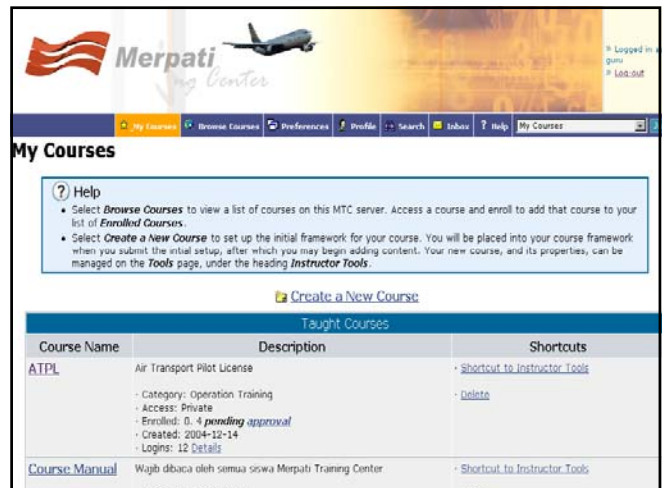 Merpati
ng Center
» Logged in a
guru
» Log-out
My Courses Browse Courses Preferences Profile Search Inbox ? Help My Courses
My Courses
? Help
• Select Browse Courses to view a list of courses on this MTC server. Access a course and enroll to add that course to your
list of Enrolled Courses.
• Select Create a New Course to set up the initial framework for your course. You will be placed into your course framework
when you submit the intial setup, after which you may begin adding content. Your new course, and its properties, can be
managed on the Tools page, under the heading Instructor Tools.
Create a New Course
Taught Courses
Course Name Description Shortcuts
ATPL Air Transport Pilot License · Shortcut to Instructor Tools
· Category: Operation Training · Delete
· Access: Private
· Enrolled: 0. 4 pending approval
· Created: 2004-12-14
· Logins: 12 Details
Course Manual Wajib dibaca oleh semua siswa Merpati Training Center · Shortcut to Instructor Tools